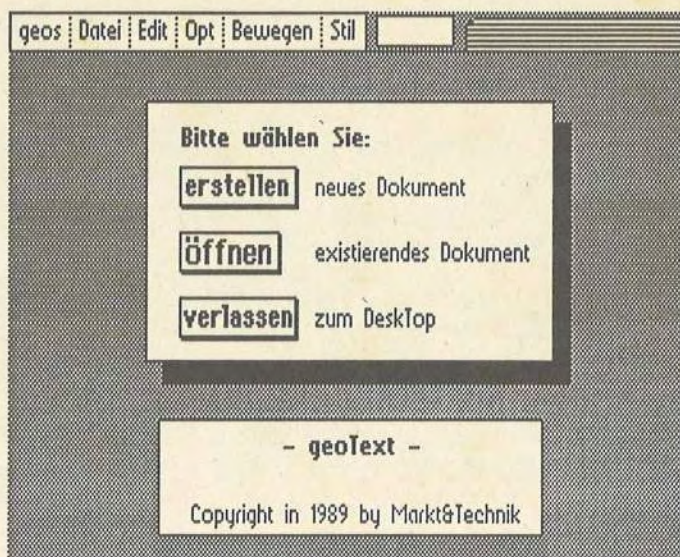 geos Datei Edit Opt Bewegen Stil
Bitte wählen Sie:
erstellen neues Dokument
öffnen existierendes Dokument
verlassen zum DeskTop
- geoText -
Copyright in 1989 by Markt&Technik